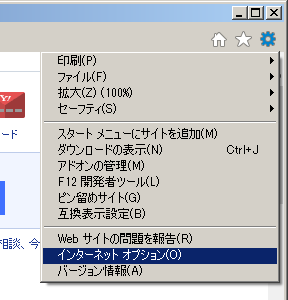 印刷(P)
ファイル(F)
拡大(Z) (100%)
セーフティ(S)
スタート メニューにサイトを追加(M)
ダウンロードの表示(N) Ctrl+J
アドオンの管理(M)
F12 開発者ツール(L)
ピン留めサイト(G)
互換表示設定(B)
Web サイトの問題を報告(R)
インターネット オプション(O)
バージョン情報(A)
Y!
ード
相談、今